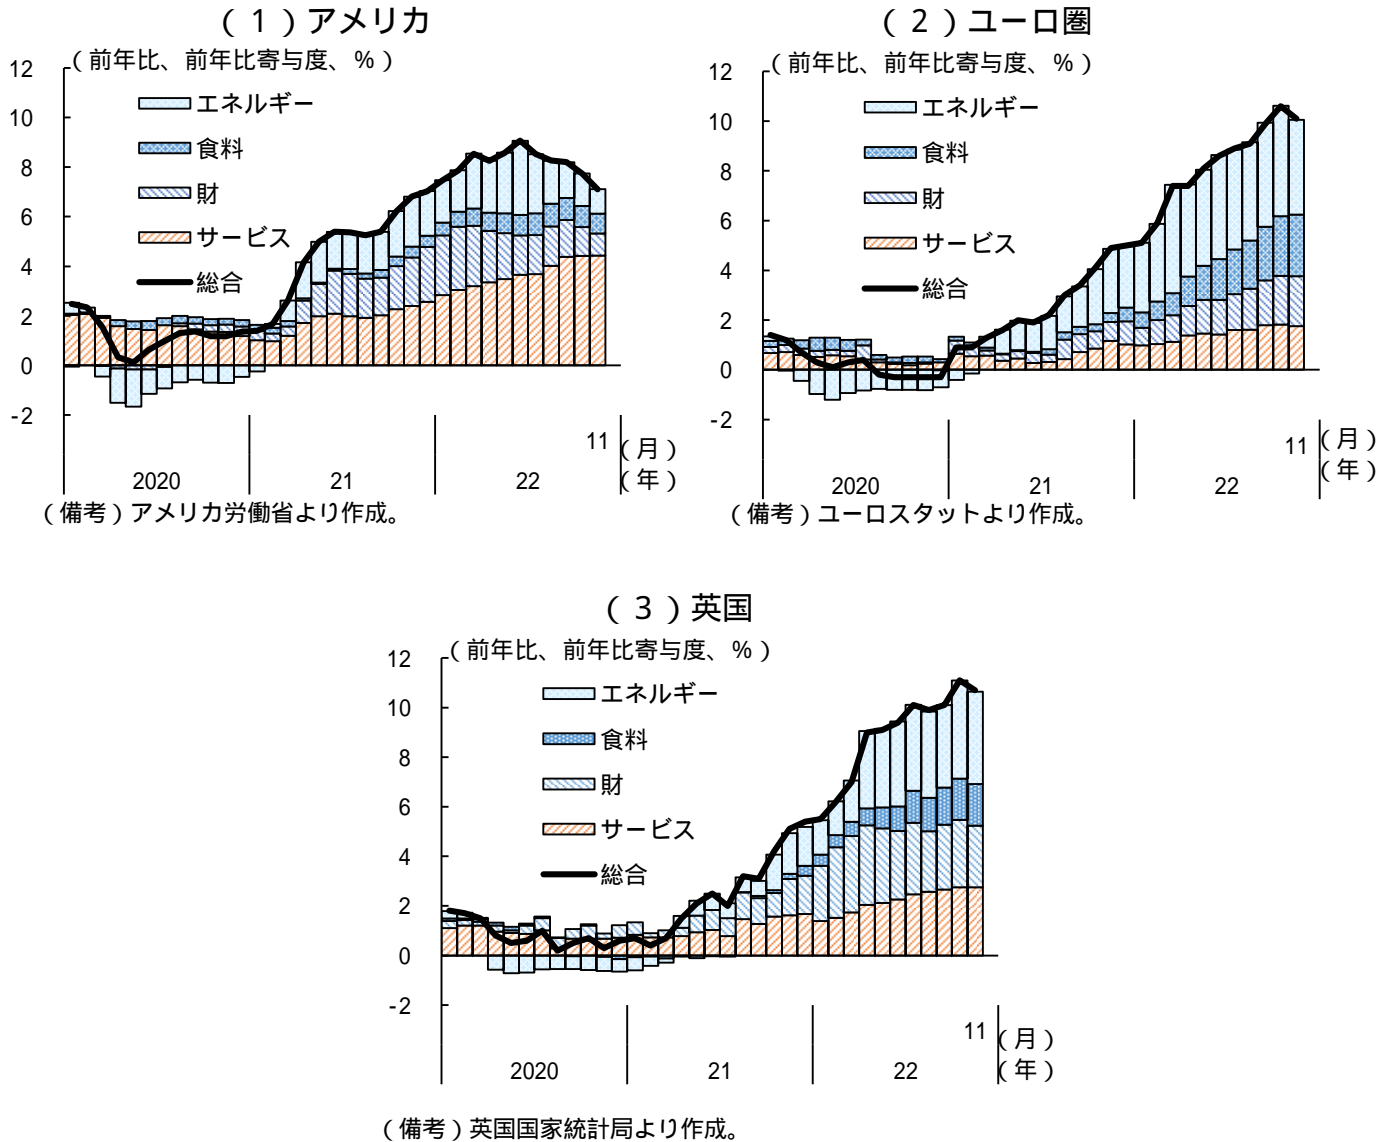 （１）アメリカ
（前年比、前年比寄与度、％）
12
10
8
6
4
2
0
-2
エネルギー
食料
財
サービス
総合
11
（月）
2020
21
22
（年）
（備考）アメリカ労働省より作成。
（２）ユーロ圏
（前年比、前年比寄与度、％）
12
10
8
6
4
2
0
-2
エネルギー
食料
財
サービス
総合
11
（月）
2020
21
22
（年）
（備考）ユーロスタットより作成。
（３）英国
（前年比、前年比寄与度、％）
12
10
8
6
4
2
0
-2
エネルギー
食料
財
サービス
総合
11
（月）
2020
21
22
（年）
（備考）英国国家統計局より作成。